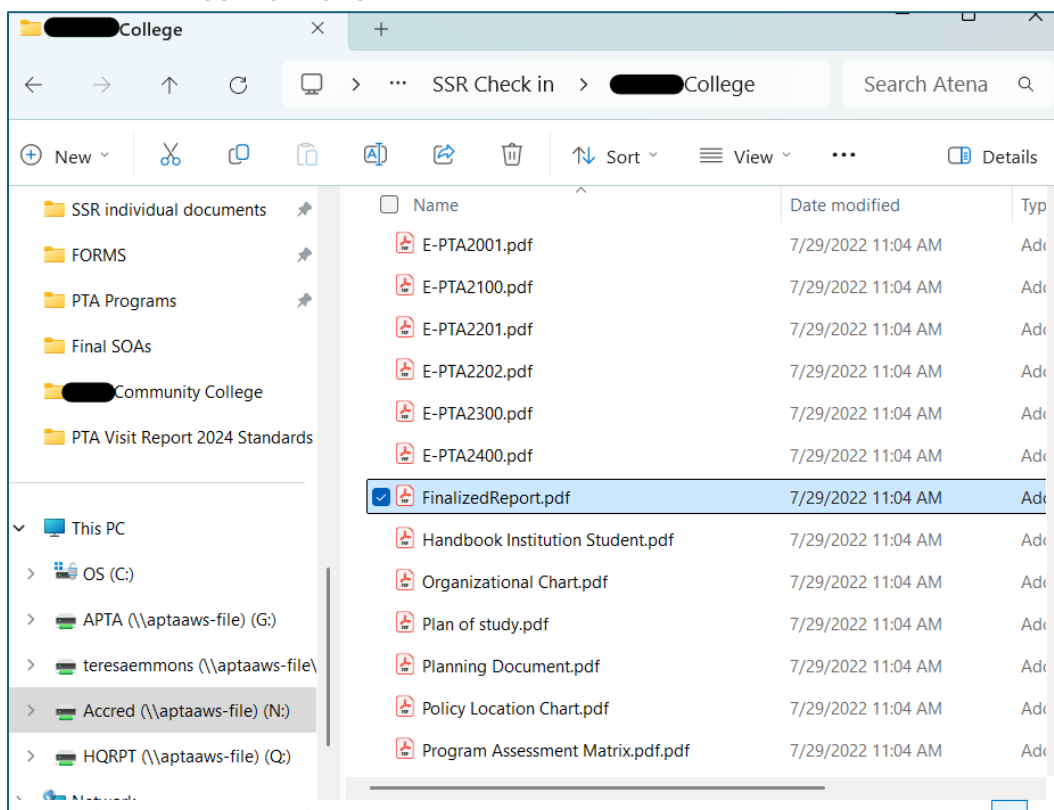 College
SSR Check in > College
Search Atena
New
Sort
View
Details
SSR individual documents
FORMS
PTA Programs
Final SOAs
Community College
PTA Visit Report 2024 Standards
This PC
OS (C:)
APTA (\\aptaaws-file) (G:)
teresaemmons (\\aptaaws-file\
Accred (\\aptaaws-file) (N:)
HQRPT (\\aptaaws-file) (Q:)
Name Date modified Typ
E-PTA2001.pdf 7/29/2022 11:04 AM Ado
E-PTA2100.pdf 7/29/2022 11:04 AM Ado
E-PTA2201.pdf 7/29/2022 11:04 AM Ado
E-PTA2202.pdf 7/29/2022 11:04 AM Ado
E-PTA2300.pdf 7/29/2022 11:04 AM Ado
E-PTA2400.pdf 7/29/2022 11:04 AM Ado
FinalizedReport.pdf 7/29/2022 11:04 AM Ado
Handbook Institution Student.pdf 7/29/2022 11:04 AM Ado
Organizational Chart.pdf 7/29/2022 11:04 AM Ado
Plan of study.pdf 7/29/2022 11:04 AM Ado
Planning Document.pdf 7/29/2022 11:04 AM Ado
Policy Location Chart.pdf 7/29/2022 11:04 AM Ado
Program Assessment Matrix.pdf.pdf 7/29/2022 11:04 AM Ado